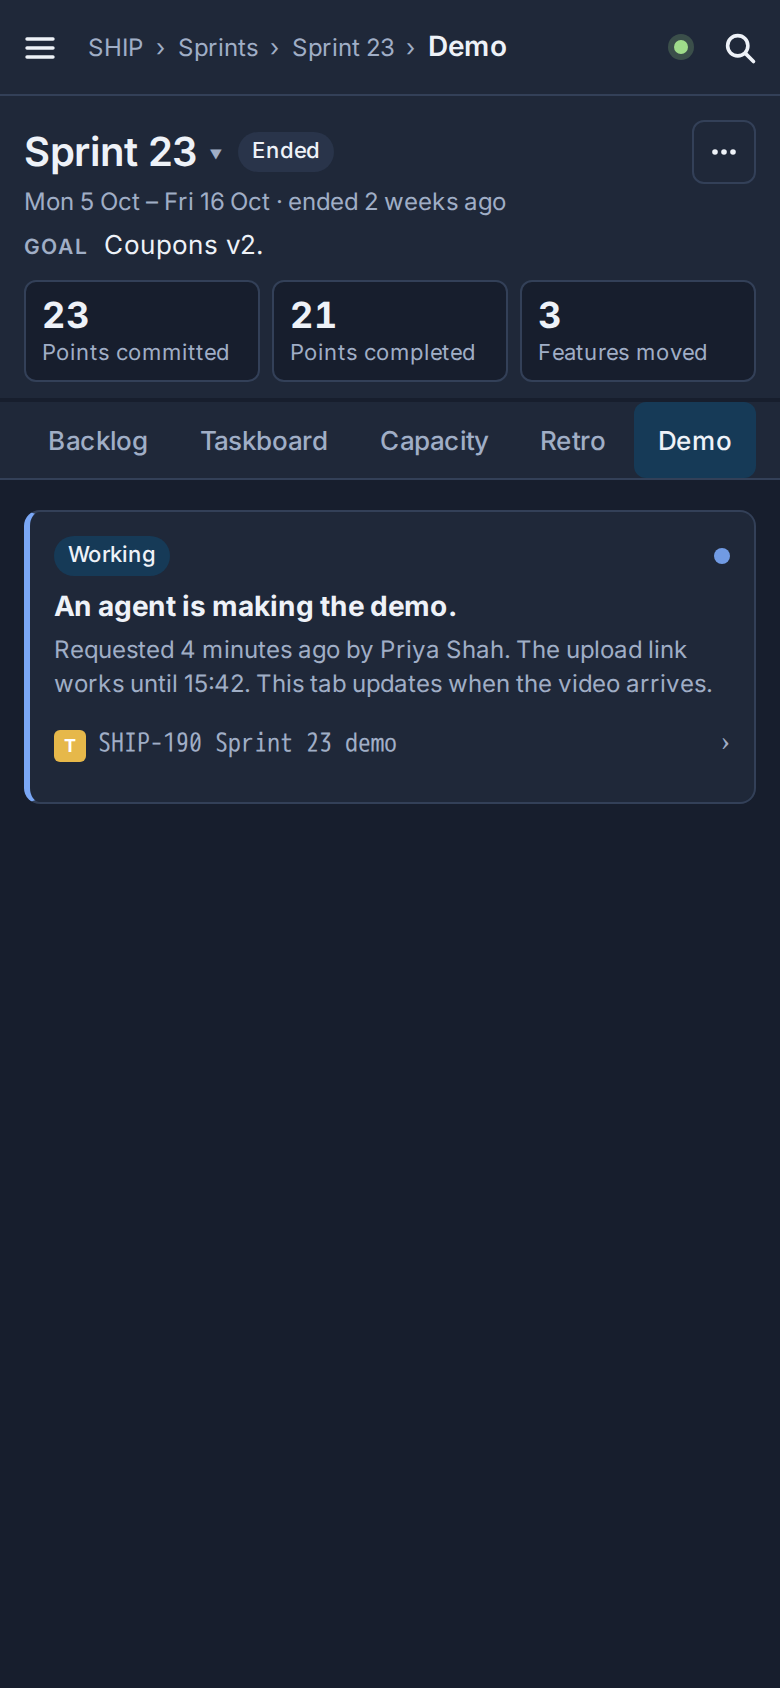 SHIP › Sprints › Sprint 23 › Demo
Sprint 23 ▾ Ended
Mon 5 Oct – Fri 16 Oct · ended 2 weeks ago
GOAL Coupons v2.
23 21 3
Points committed Points completed Features moved
Backlog Taskboard Capacity Retro Demo
Working
An agent is making the demo.
Requested 4 minutes ago by Priya Shah. The upload link
works until 15:42. This tab updates when the video arrives.
T SHIP-190 Sprint 23 demo ›